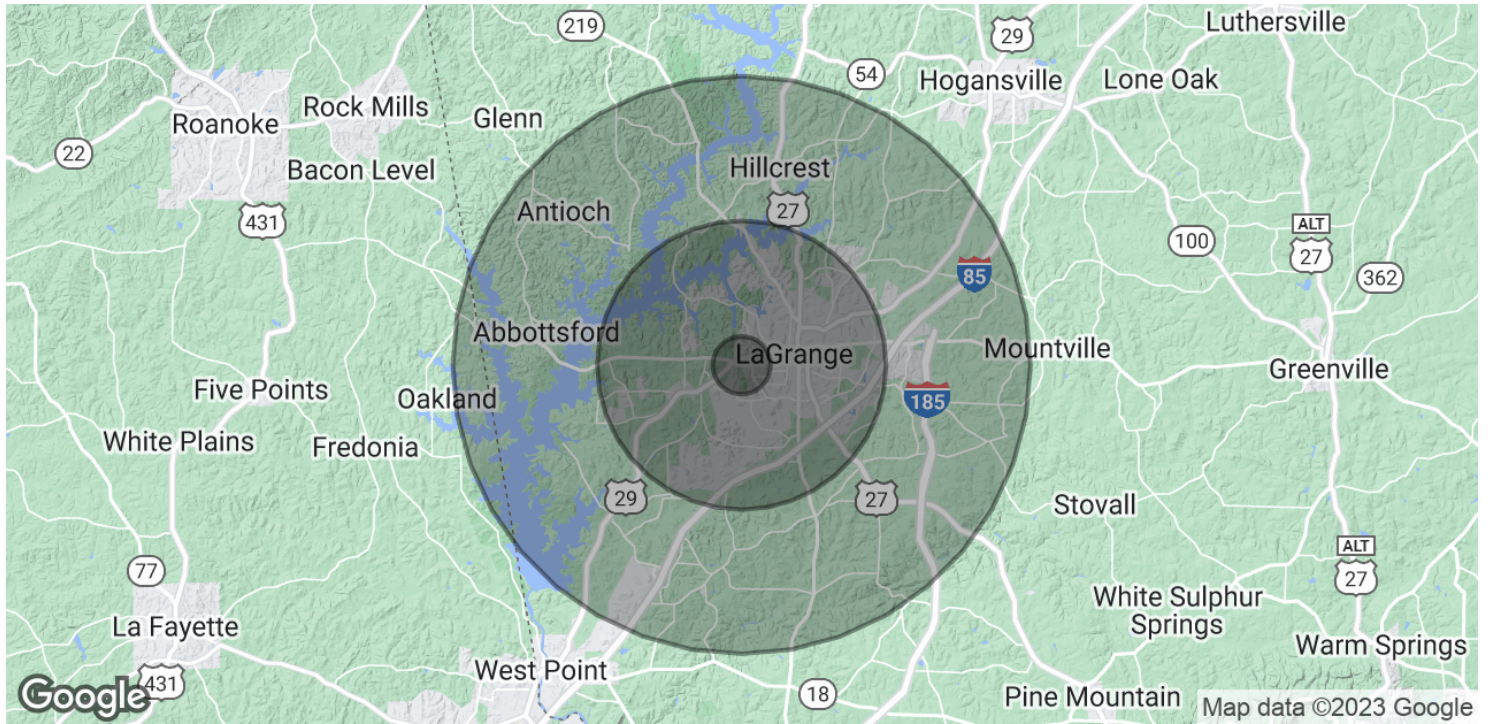 219
29
Luthersville
54
Hogansville
Lone Oak
Rock Mills
Roanoke
Glenn
22
Bacon Level
Hillcrest
Antioch
27
431
ALT
27
100
85
362
Abbottsford
LaGrange
Mountville
Greenville
Five Points
Oakland
185
White Plains
Fredonia
29
27
Stovall
ALT
27
77
La Fayette
White Sulphur
Springs
Warm Springs
West Point
431
18
Pine Mountain
Google
Map data ©2023 Google